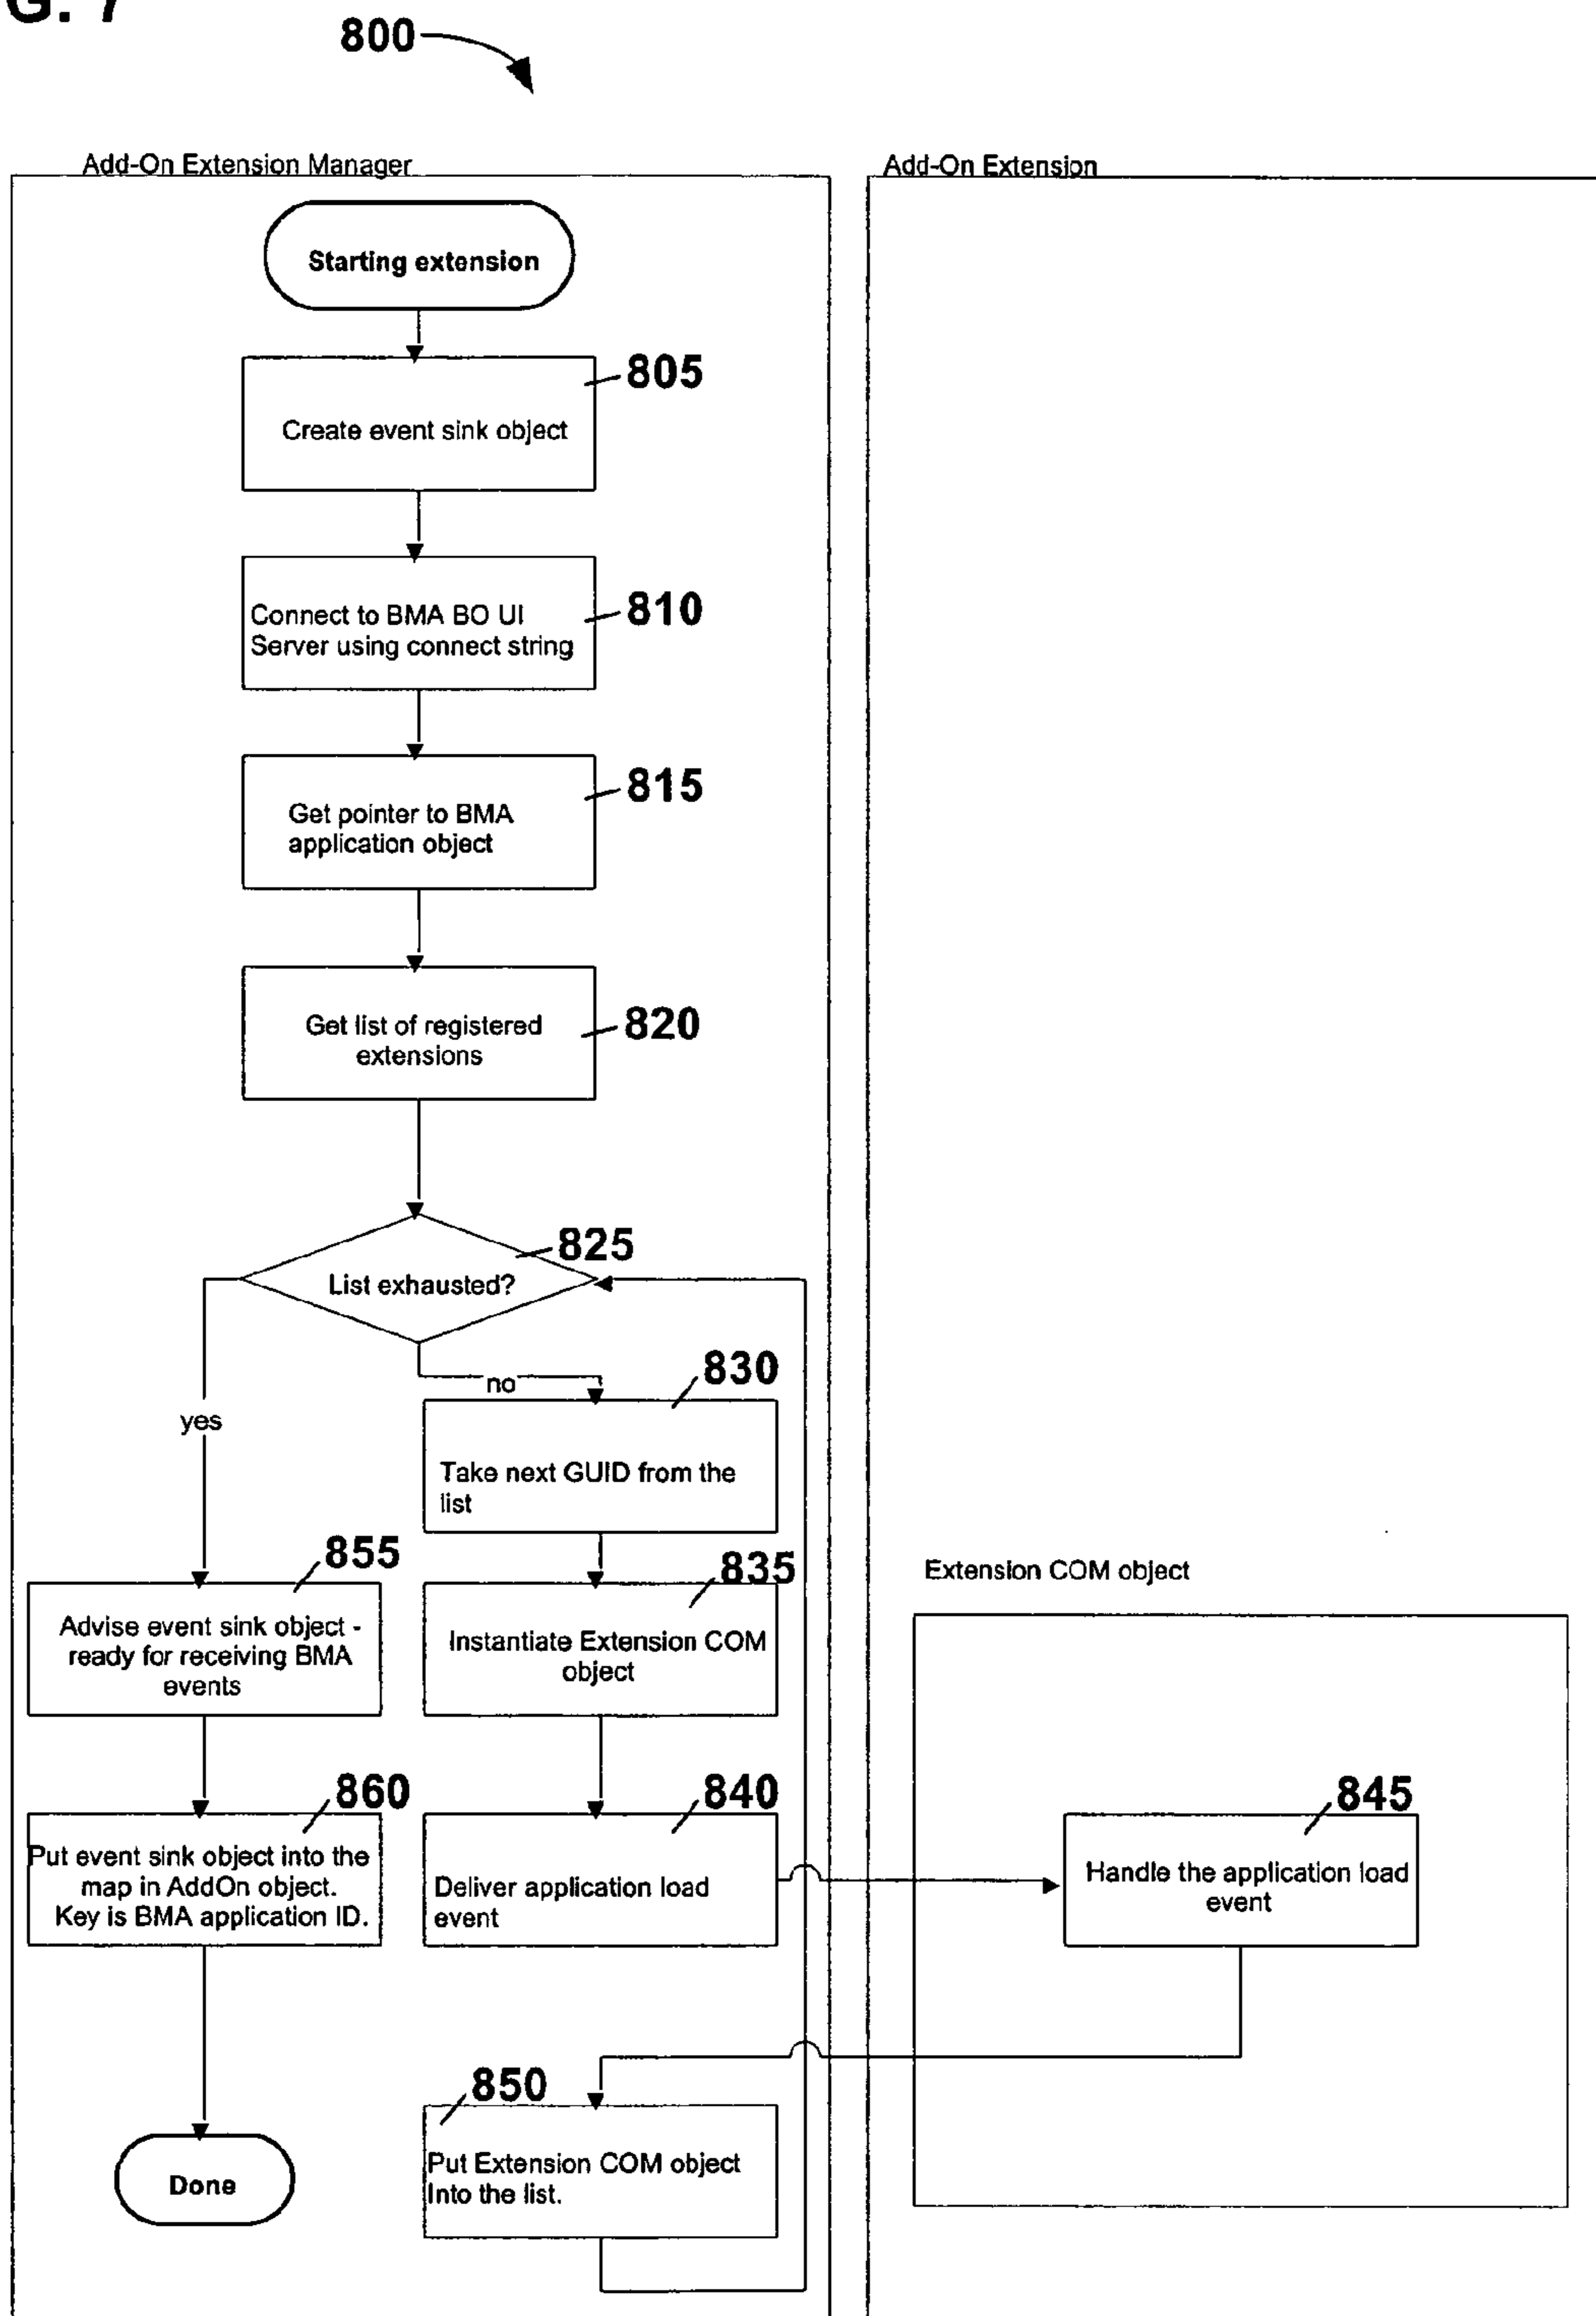 G. 7
800
Add-On Extension Manager
Add-On Extension
Starting extension
805
Create event sink object
810
Connect to BMA BO UI
Server using connect string
815
Get pointer to BMA
application object
820
Get list of registered
extensions
825
List exhausted?
no
830
yes
Take next GUID from the
list
855
835
Extension COM object
Advise event sink object -
ready for receiving BMA
events
Instantiate Extension COM
object
860
840
845
Put event sink object into the
map in AddOn object.
Key is BMA application ID.
Deliver application load
event
Handle the application load
event
850
Done
Put Extension COM object
Into the list.